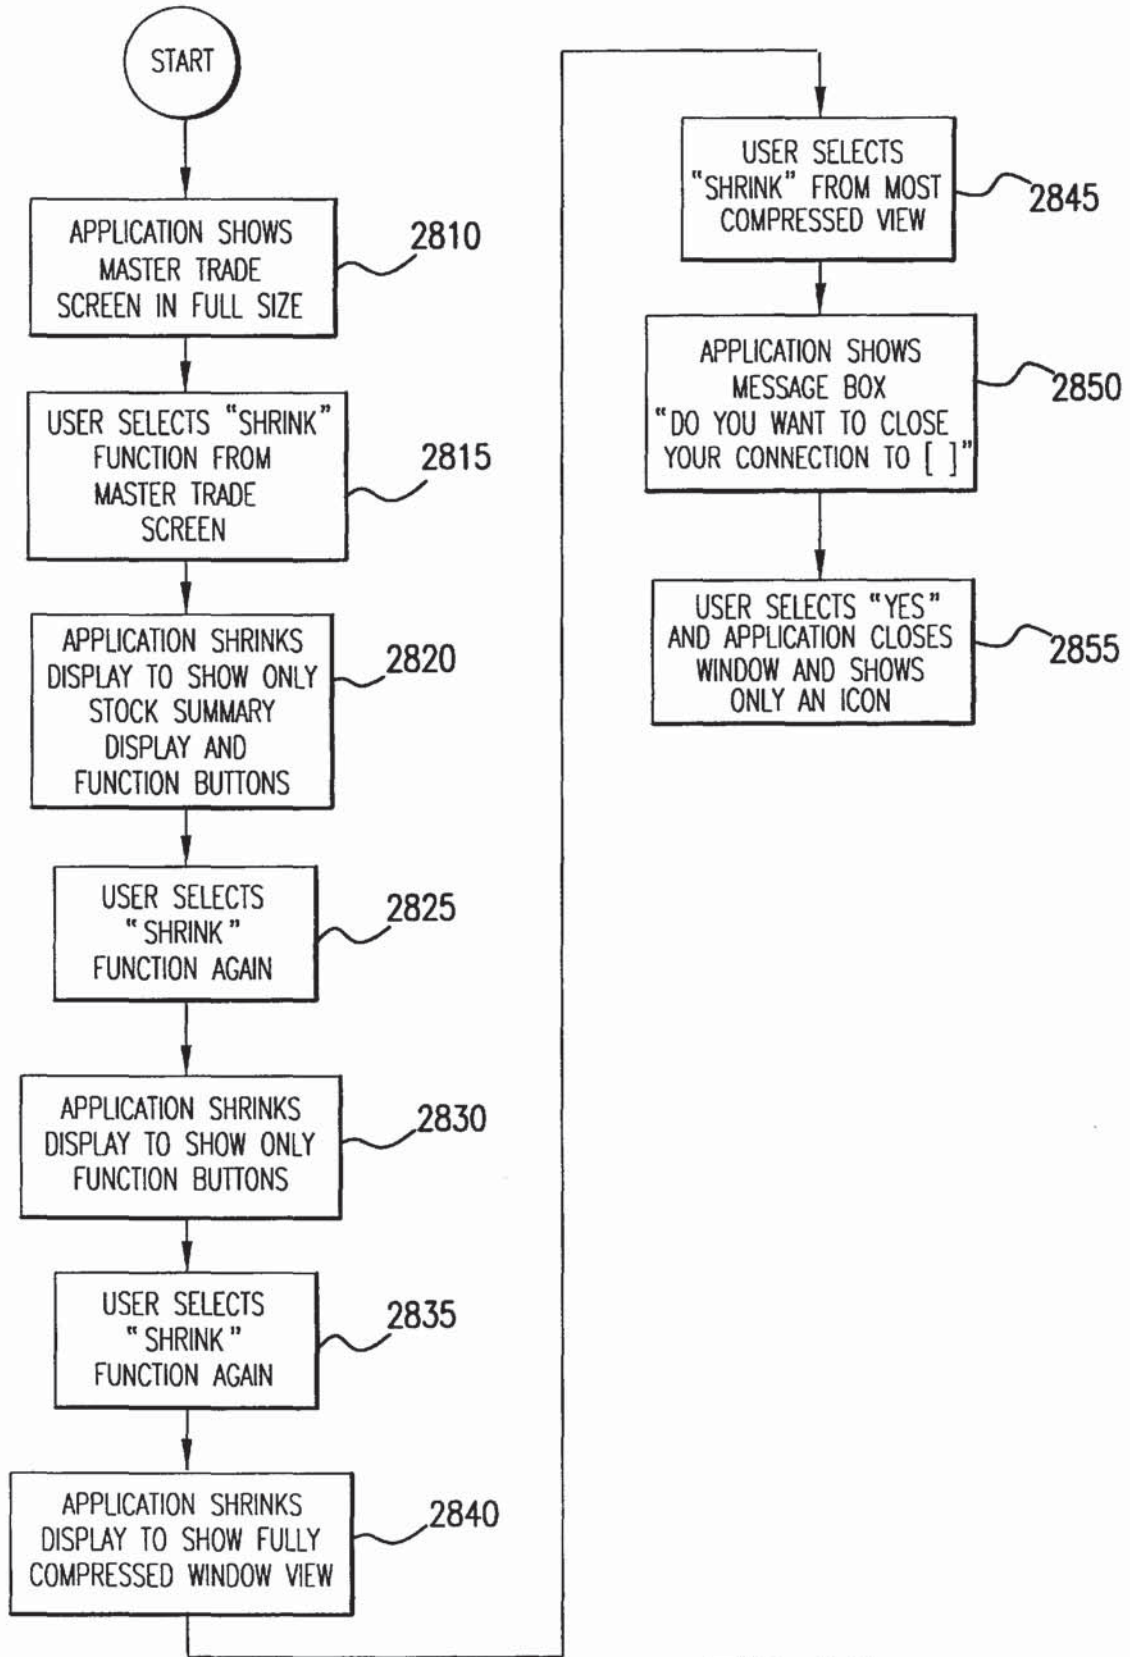 START
APPLICATION SHOWS
MASTER TRADE
SCREEN IN FULL SIZE
2810
USER SELECTS "SHRINK"
FUNCTION FROM
MASTER TRADE
SCREEN
2815
APPLICATION SHRINKS
DISPLAY TO SHOW ONLY
STOCK SUMMARY
DISPLAY AND
FUNCTION BUTTONS
2820
USER SELECTS
"SHRINK"
FUNCTION AGAIN
2825
APPLICATION SHRINKS
DISPLAY TO SHOW ONLY
FUNCTION BUTTONS
2830
USER SELECTS
"SHRINK"
FUNCTION AGAIN
2835
APPLICATION SHRINKS
DISPLAY TO SHOW FULLY
COMPRESSED WINDOW VIEW
2840
USER SELECTS
"SHRINK" FROM MOST
COMPRESSED VIEW
2845
APPLICATION SHOWS
MESSAGE BOX
"DO YOU WANT TO CLOSE
YOUR CONNECTION TO [ ]"
2850
USER SELECTS "YES"
AND APPLICATION CLOSES
WINDOW AND SHOWS
ONLY AN ICON
2855